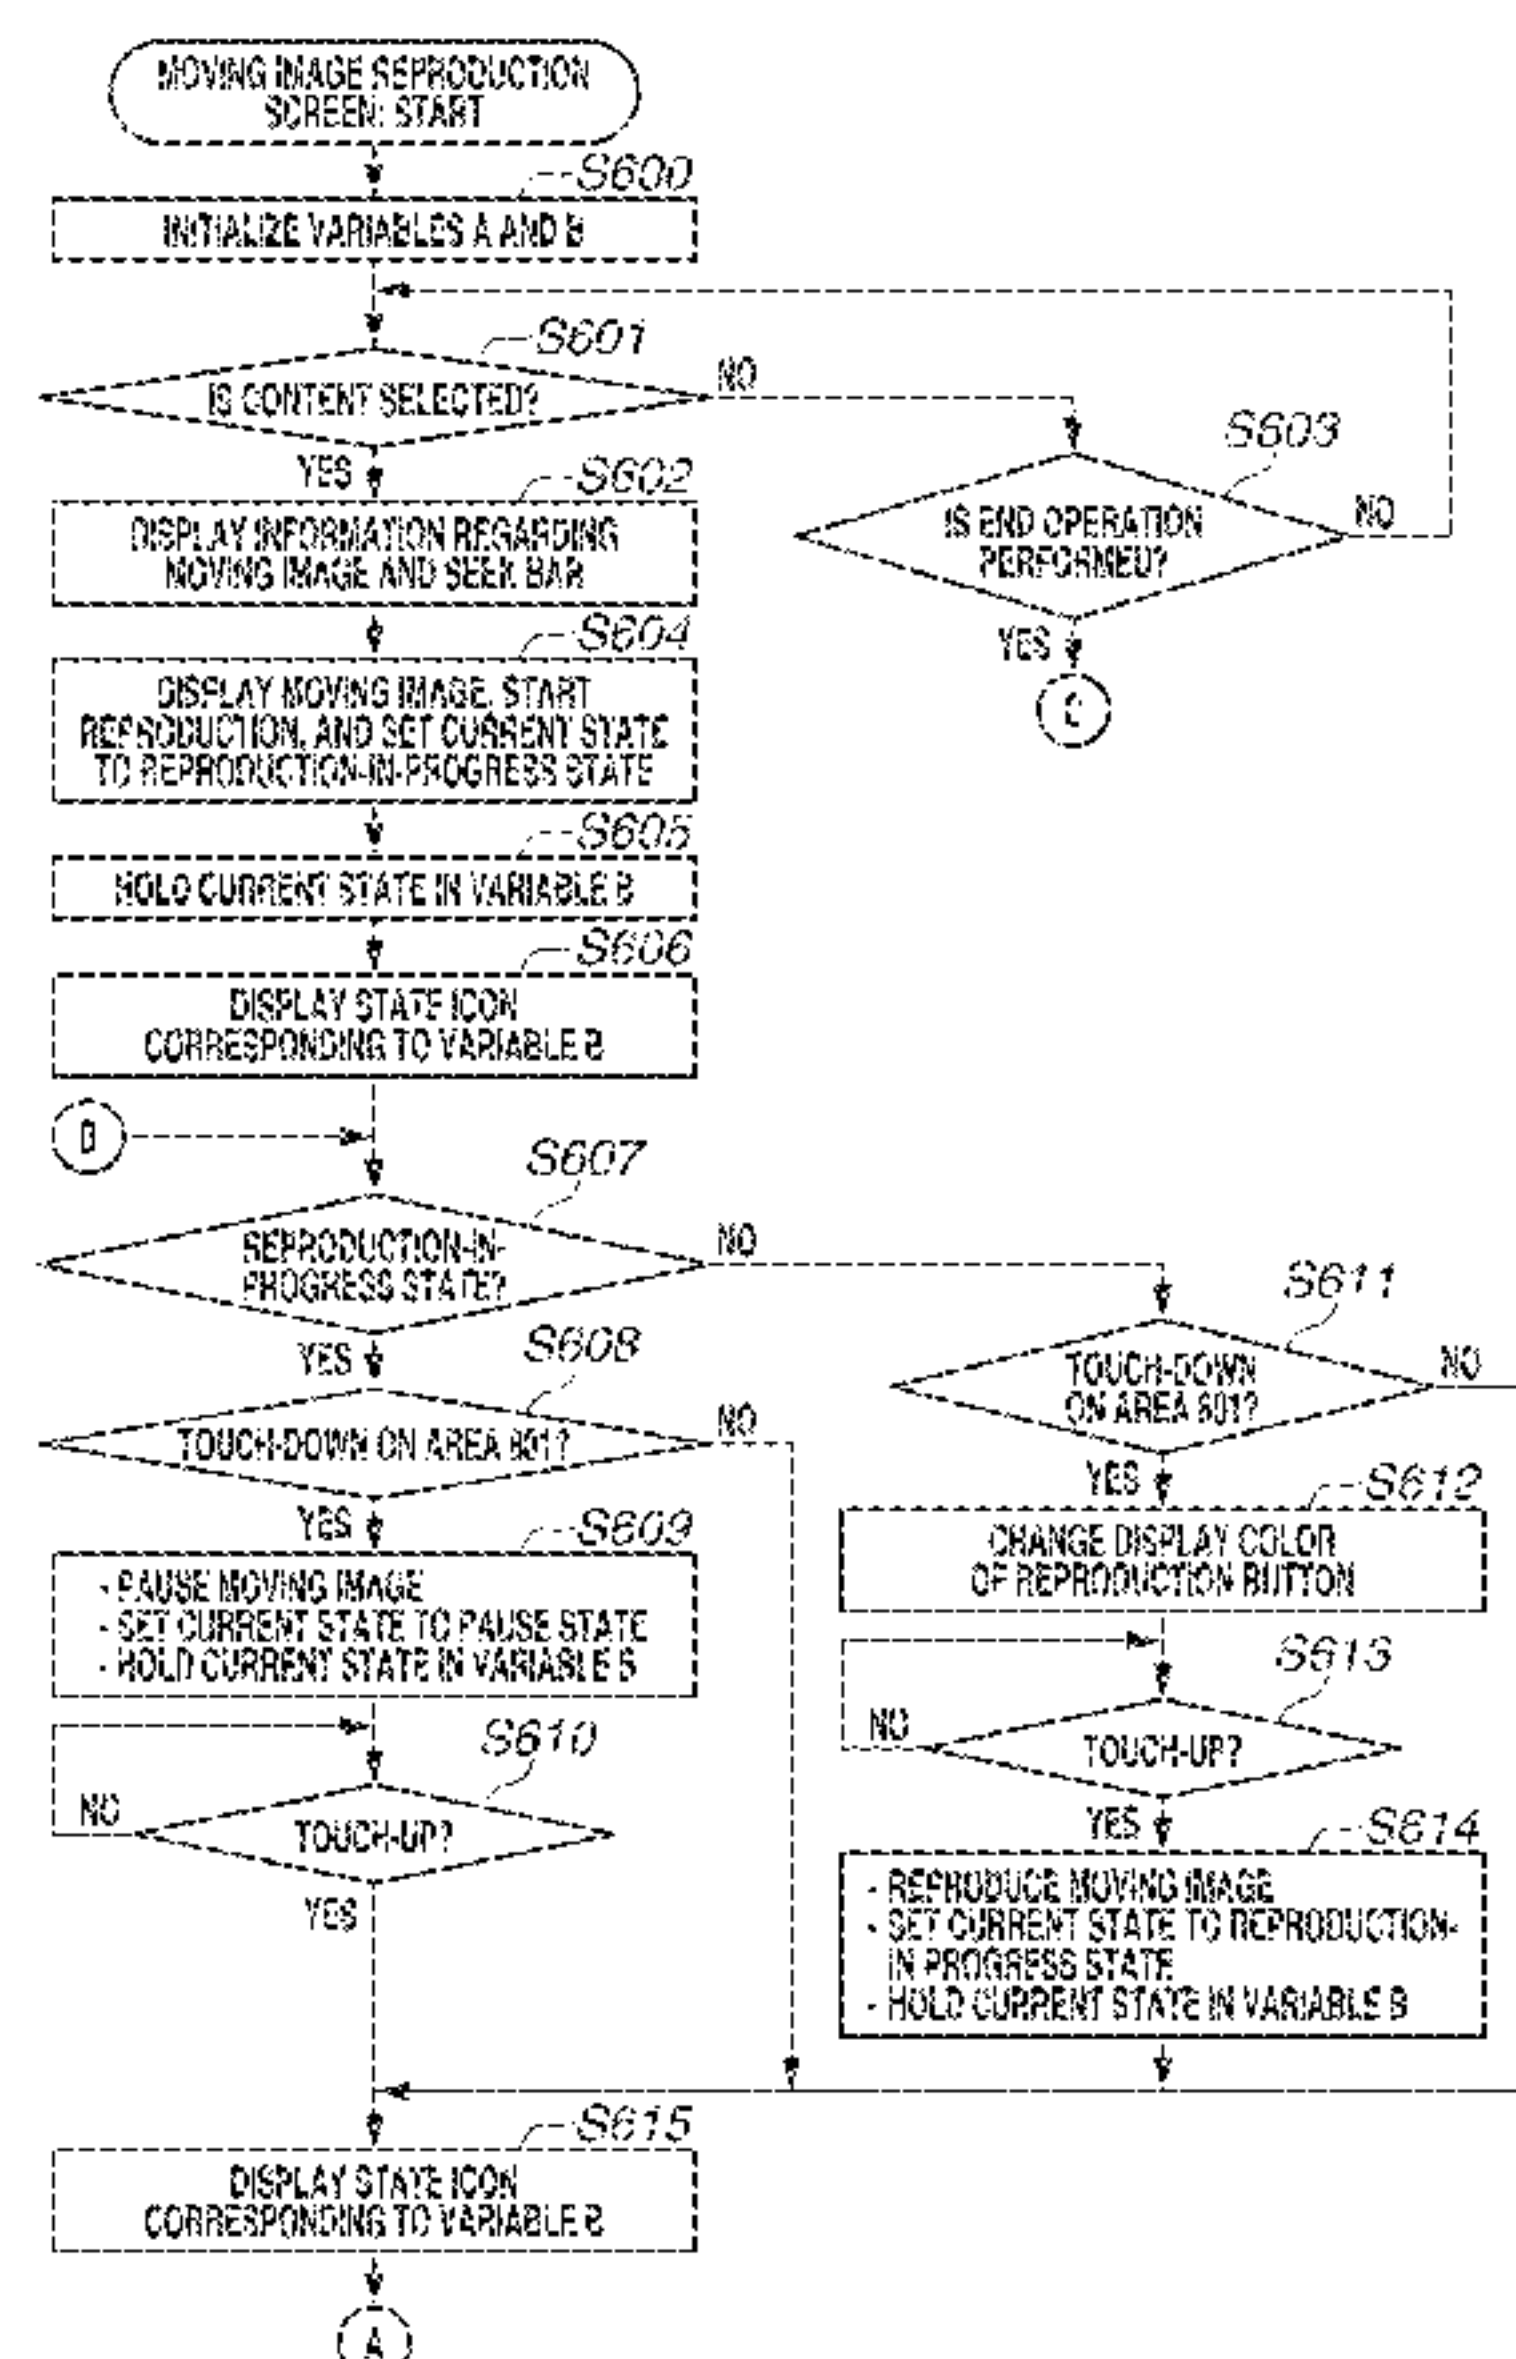 MOVING IMAGE REPRODUCTION
SCREEN: START
S600
INITIALIZE VARIABLES A AND B
S601
IS CONTENT SELECTED?
NO
YES
S603
IS END OPERATION
PERFORMED?
NO
YES
C
S602
DISPLAY INFORMATION REGARDING
MOVING IMAGE AND SEEK BAR
S604
DISPLAY MOVING IMAGE, START
REPRODUCTION, AND SET CURRENT STATE
TO REPRODUCTION-IN-PROGRESS STATE
S605
HOLD CURRENT STATE IN VARIABLE B
S606
DISPLAY STATE ICON
CORRESPONDING TO VARIABLE B
S607
REPRODUCTION-IN-
PROGRESS STATE?
NO
YES
S608
TOUCH-DOWN ON AREA
NO
YES
S609
- PAUSE MOVING IMAGE
- SET CURRENT STATE TO PAUSE STATE
- HOLD CURRENT STATE IN VARIABLE B
S610
TOUCH-UP?
NO
YES
S611
TOUCH-DOWN
ON AREA
NO
YES
S612
CHANGE DISPLAY COLOR
OF REPRODUCTION BUTTON
S613
TOUCH-UP?
NO
YES
S614
- REPRODUCE MOVING IMAGE
- SET CURRENT STATE TO REPRODUCTION-
IN PROGRESS STATE
- HOLD CURRENT STATE IN VARIABLE B
S615
DISPLAY STATE ICON
CORRESPONDING TO VARIABLE B
A